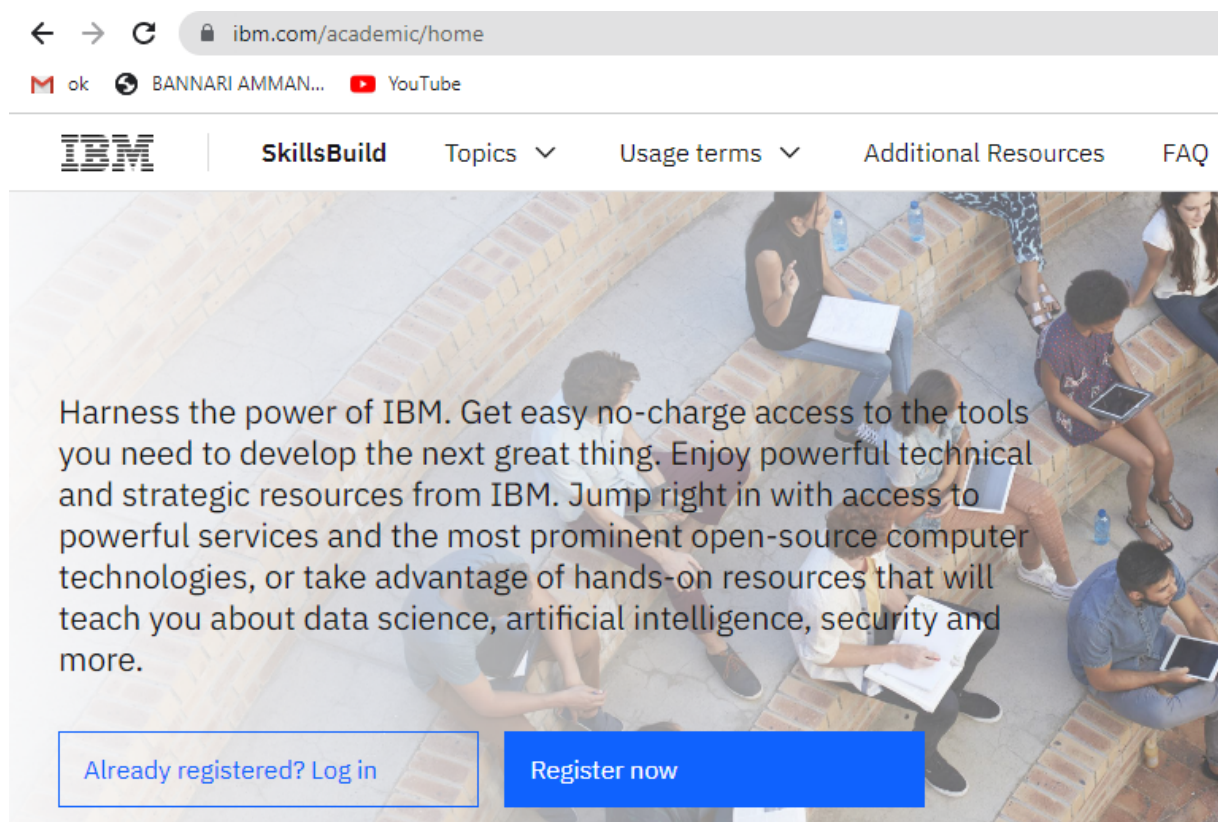 ibm.com/academic/home
ok BANNARI AMMAN... YouTube
IBM SkillsBuild Topics Usage terms Additional Resources FAQ
Harness the power of IBM. Get easy no-charge access to the tools
you need to develop the next great thing. Enjoy powerful technical
and strategic resources from IBM. Jump right in with access to
powerful services and the most prominent open-source computer
technologies, or take advantage of hands-on resources that will
teach you about data science, artificial intelligence, security and
more.
Already registered? Log in Register now